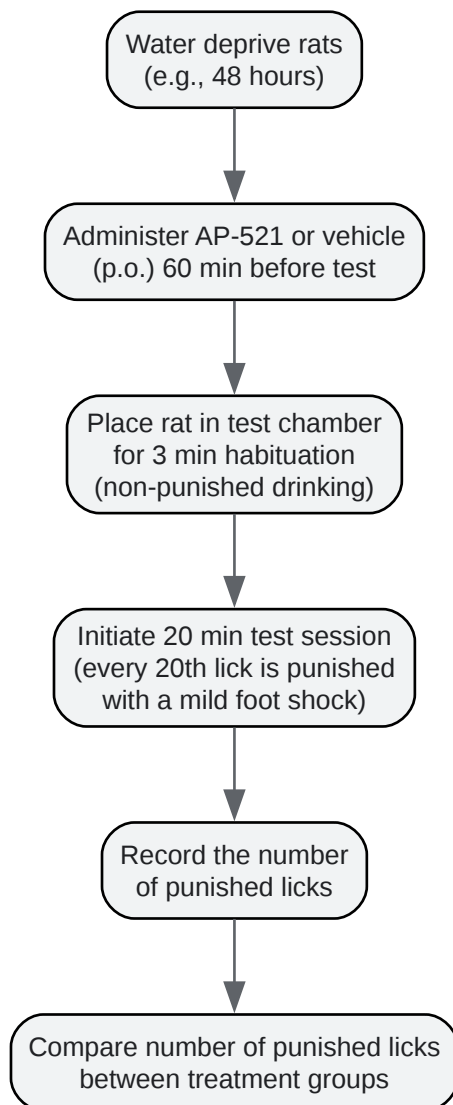 Water deprive rats
(e.g., 48 hours)
Administer AP-521 or vehicle
(p.o.) 60 min before test
Place rat in test chamber
for 3 min habituation
(non-punished drinking)
Initiate 20 min test session
(every 20th lick is punished
with a mild foot shock)
Record the number
of punished licks
Compare number of punished licks
between treatment groups